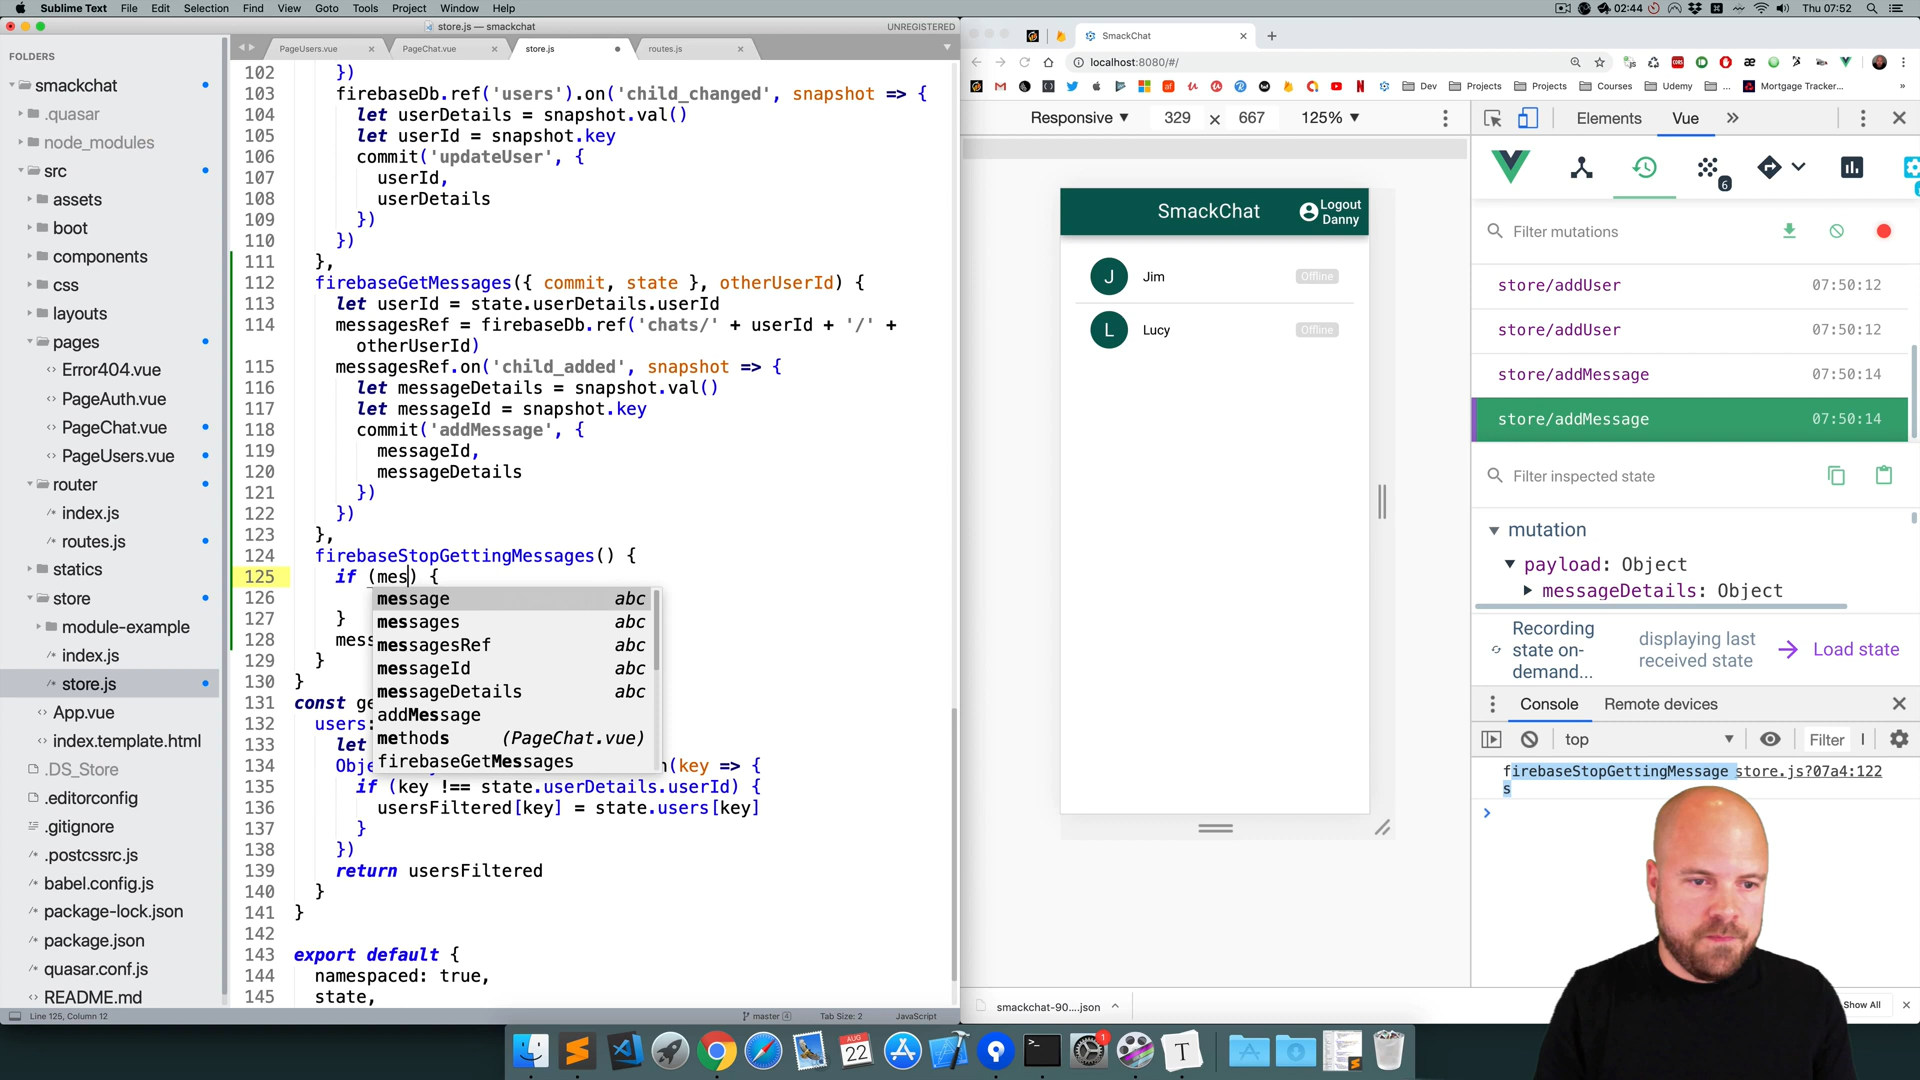 Sublime Text File Edit Selection Find View Goto Tools Project Window Help
02:44 Thu 07:52
store.js — smackchat UNREGISTERED
FOLDERS
smackchat
.quasar
node_modules
src
assets
boot
components
css
layouts
pages
Error404.vue
PageAuth.vue
PageChat.vue
PageUsers.vue
router
index.js
routes.js
statics
store
module-example
index.js
store.js
App.vue
index.template.html
.DS_Store
.editorconfig
.gitignore
.postcssrc.js
babel.config.js
package-lock.json
package.json
quasar.conf.js
README.md
PageUsers.vue PageChat.vue store.js routes.js
102 })
103 firebaseDb.ref('users').on('child_changed', snapshot => {
104 let userDetails = snapshot.val()
105 let userId = snapshot.key
106 commit('updateUser', {
107 userId,
108 userDetails
109 })
110 })
111 },
112 firebaseGetMessages({ commit, state }, otherUserId) {
113 let userId = state.userDetails.userId
114 messagesRef = firebaseDb.ref('chats/' + userId + '/' +
otherUserId)
115 messagesRef.on('child_added', snapshot => {
116 let messageDetails = snapshot.val()
117 let messageId = snapshot.key
118 commit('addMessage', {
119 messageId,
120 messageDetails
121 })
122 })
123 },
124 firebaseStopGettingMessages() {
125 if (mes) {
126
127 }
128 mess
129 }
130 }
131 const ge
132 users:
133 let
134 Obje n(key => {
135 if (key !== state.userDetails.userId) {
136 usersFiltered[key] = state.users[key]
137 }
138 })
139 return usersFiltered
140 }
141 }
142
143 export default {
144 namespaced: true,
145 state,
message abc
messages abc
messagesRef abc
messageId abc
messageDetails abc
addMessage
methods (PageChat.vue)
firebaseGetMessages
Line 125, Column 12 master 4 Tab Size: 2 JavaScript
SmackChat
localhost:8080/#/
Dev Projects Projects Courses Udemy ... Mortgage Tracker...
Responsive 329 × 667 125%
SmackChat
Logout
Danny
J Jim Offline
L Lucy Offline
Elements Vue
6
Filter mutations
store/addUser 07:50:12
store/addUser 07:50:12
store/addMessage 07:50:14
store/addMessage 07:50:14
Filter inspected state
mutation
payload: Object
messageDetails: Object
Recording
state on-
demand...
displaying last
received state
Load state
Console Remote devices
top Filter
firebaseStopGettingMessage store.js?07a4:122
s
smackchat-90....json Show All
AUG
22
1
T